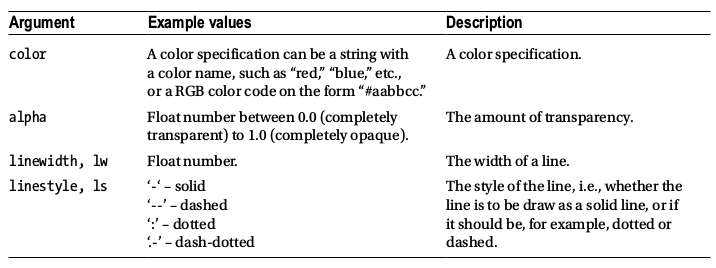 Argument Example values Description
color A color specification can be a string with A color specification.
a color name, such as “red,” “blue,” etc.,
or a RGB color code on the form “#aabbcc.”
alpha Float number between 0.0 (completely The amount of transparency.
transparent) to 1.0 (completely opaque).
linewidth, lw Float number. The width of a line.
linestyle, ls ‘-‘ – solid The style of the line, i.e., whether the
‘--’ – dashed line is to be draw as a solid line, or if
‘:’ – dotted it should be, for example, dotted or
‘.-’ – dash-dotted dashed.